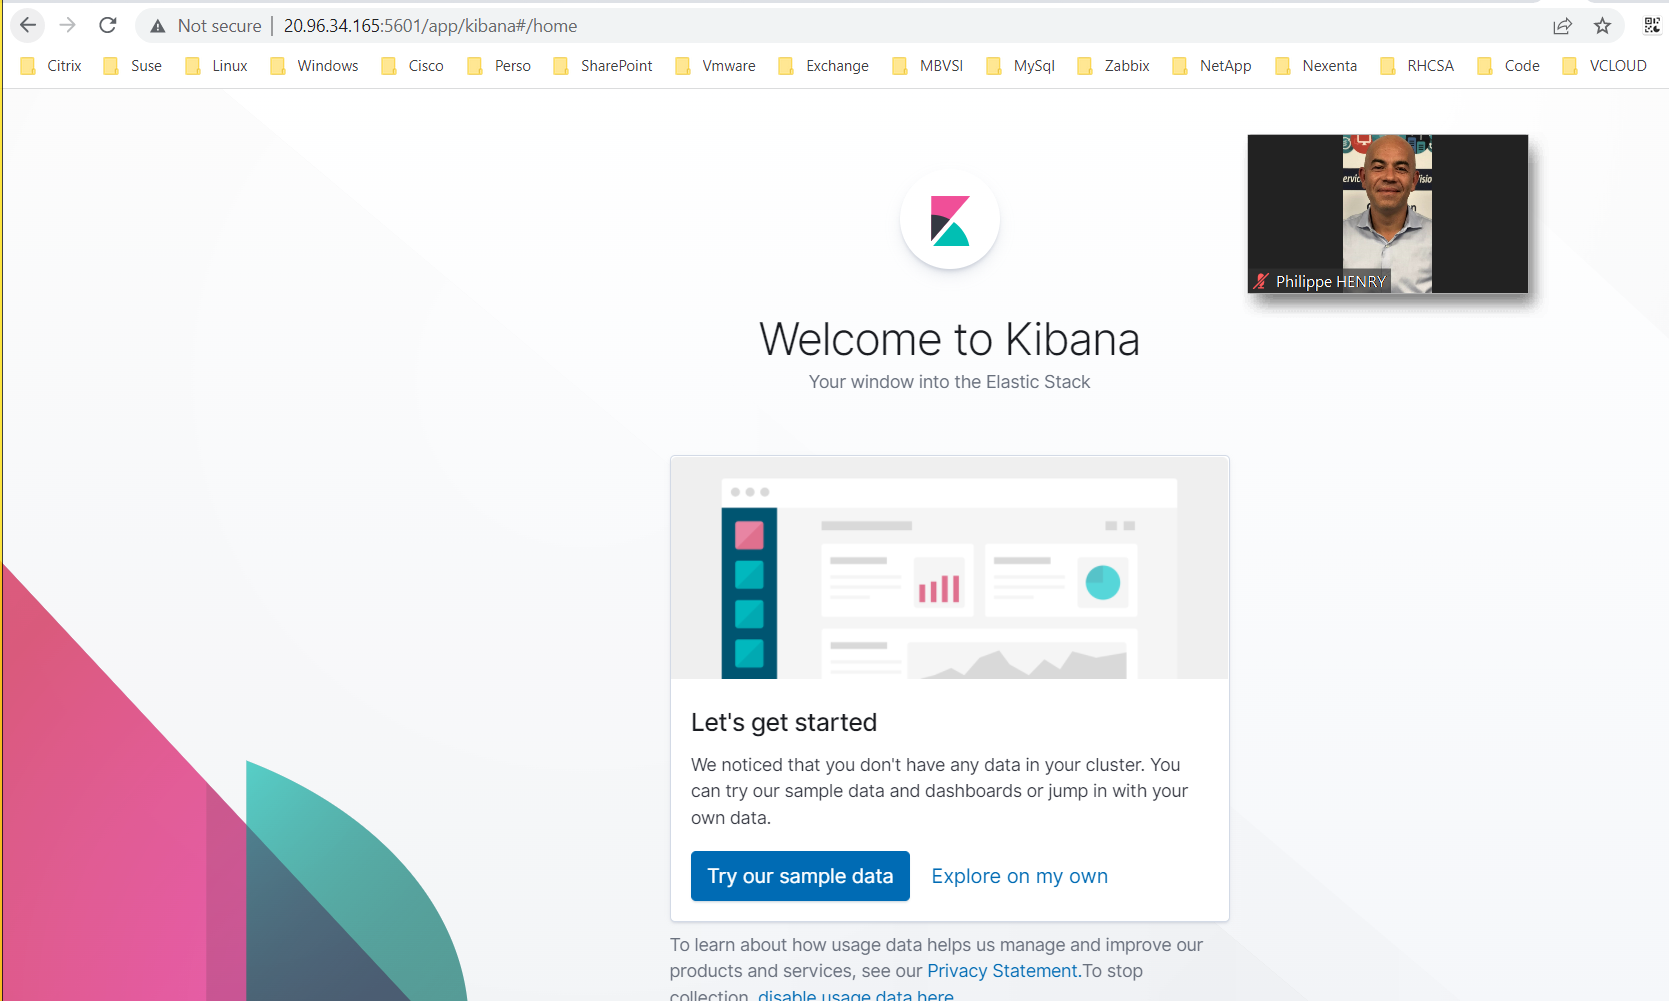 Not secure | 20.96.34.165:5601/app/kibana#/home
Citrix Suse Linux Windows Cisco Perso SharePoint Vmware Exchange MBVSI MySql Zabbix NetApp Nexenta RHCSA Code VCLOUD
Philippe HENRY
Welcome to Kibana
Your window into the Elastic Stack
Let's get started
We noticed that you don't have any data in your cluster. You
can try our sample data and dashboards or jump in with your
own data.
Try our sample data Explore on my own
To learn about how usage data helps us manage and improve our
products and services, see our Privacy Statement.To stop
collection, disable usage data here.